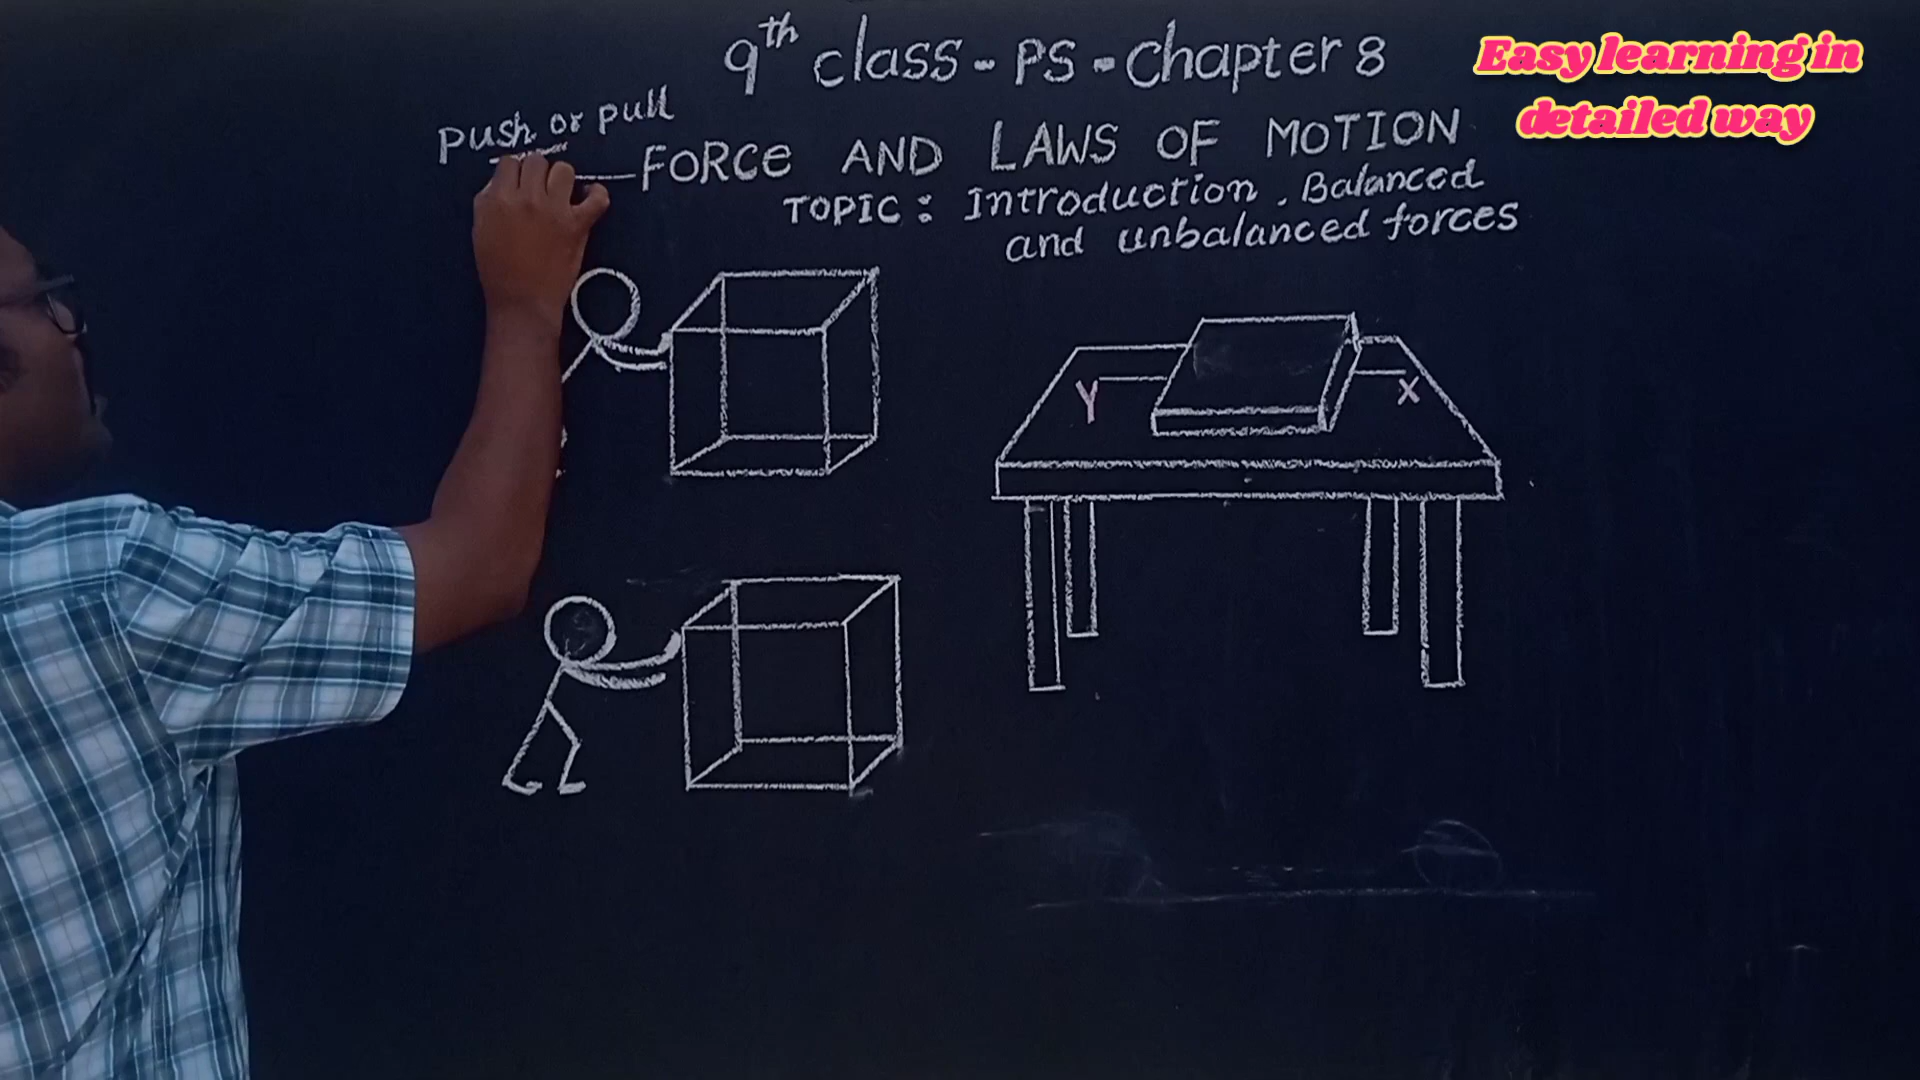 9th class - PS - Chapter 8
Easy learning in
detailed way
push or pull
FORCE AND LAWS OF MOTION
TOPIC : Introduction. Balanced
and unbalanced forces
Y
X